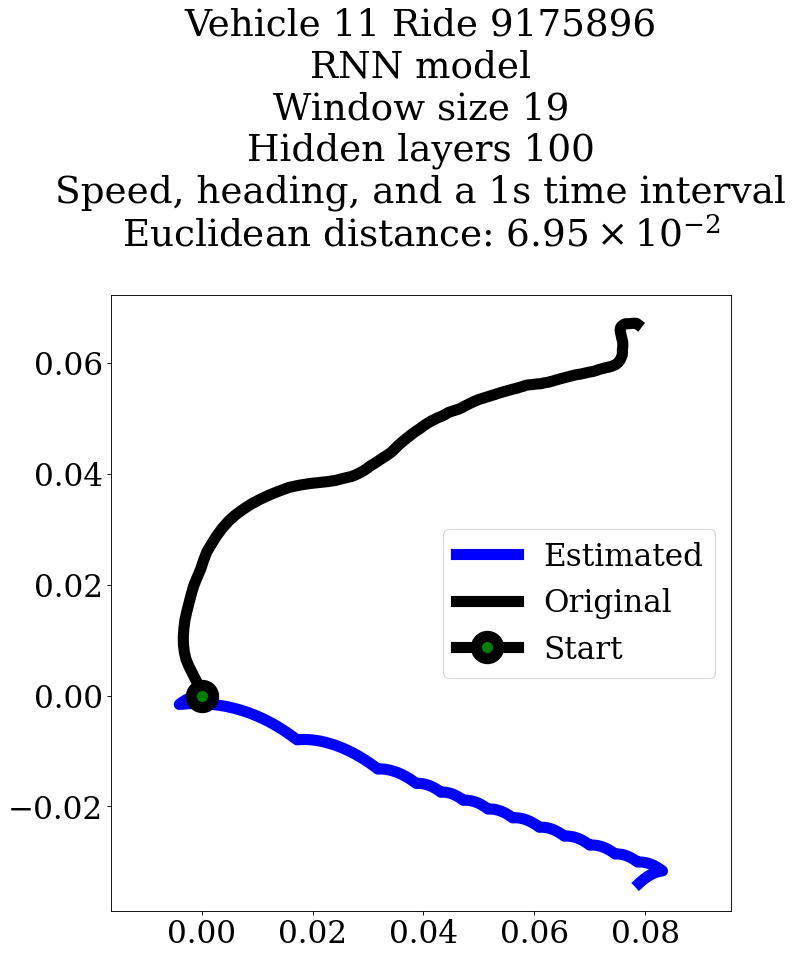 Vehicle 11 Ride 9175896
RNN model
Window size 19
Hidden layers 100
Speed, heading, and a 1s time interval
Euclidean distance: 6.95 × 10⁻²
0.06
0.04
0.02
0.00
−0.02
Estimated
Original
Start
0.00 0.02 0.04 0.06 0.08